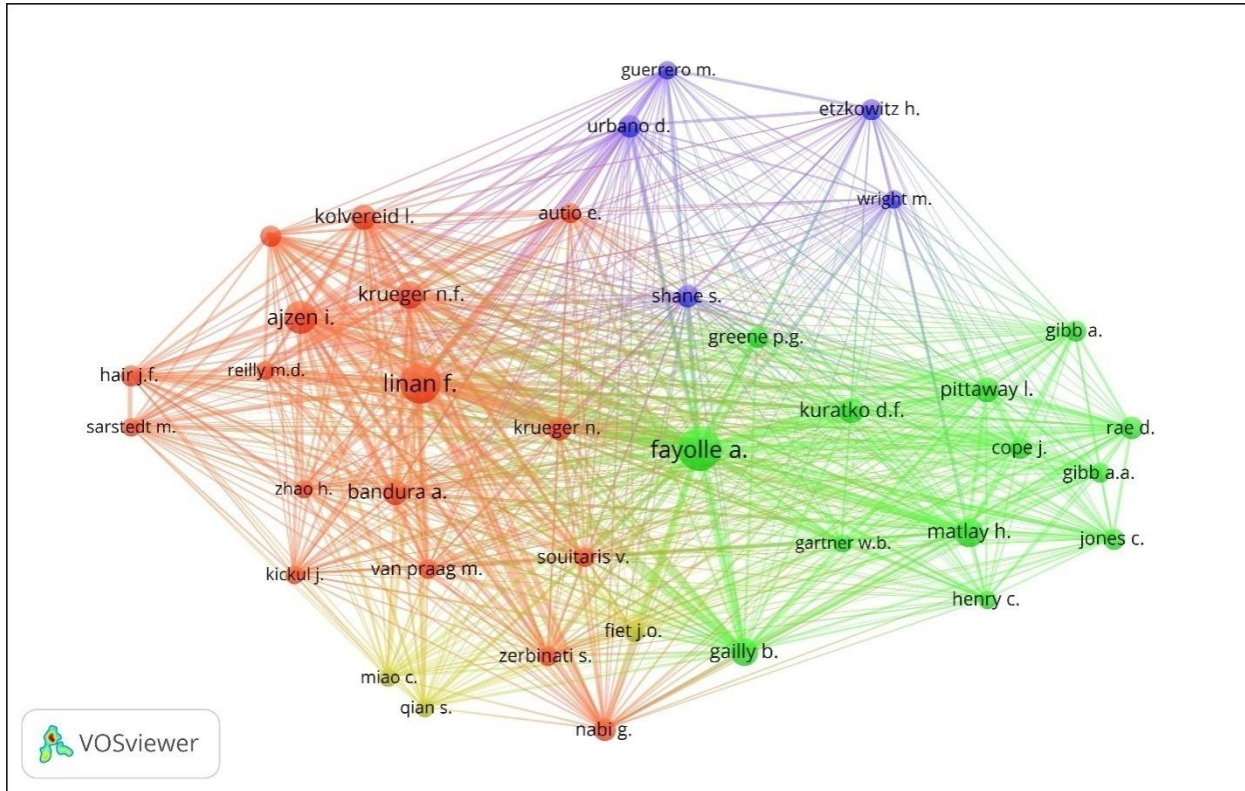 guerrero m.
etzkowitz h.
urbano d.
wright m.
kolvereid l.
autio e.
krueger n.f.
shane s.
ajzen i.
greene p.g.
gibb a.
hair j.f.
reilly m.d.
linan f.
pittaway l.
kuratko d.f.
sarstedt m.
krueger n.
rae d.
fayolle a.
cope j.
gibb a.a.
zhao h.
bandura a.
matlay h.
jones c.
gartner w.b.
souitaris v.
kickul j.
van praag m.
henry c.
fiet j.o.
zerbinati s.
gailly b.
miao c.
qian s.
nabi g.
VOSviewer